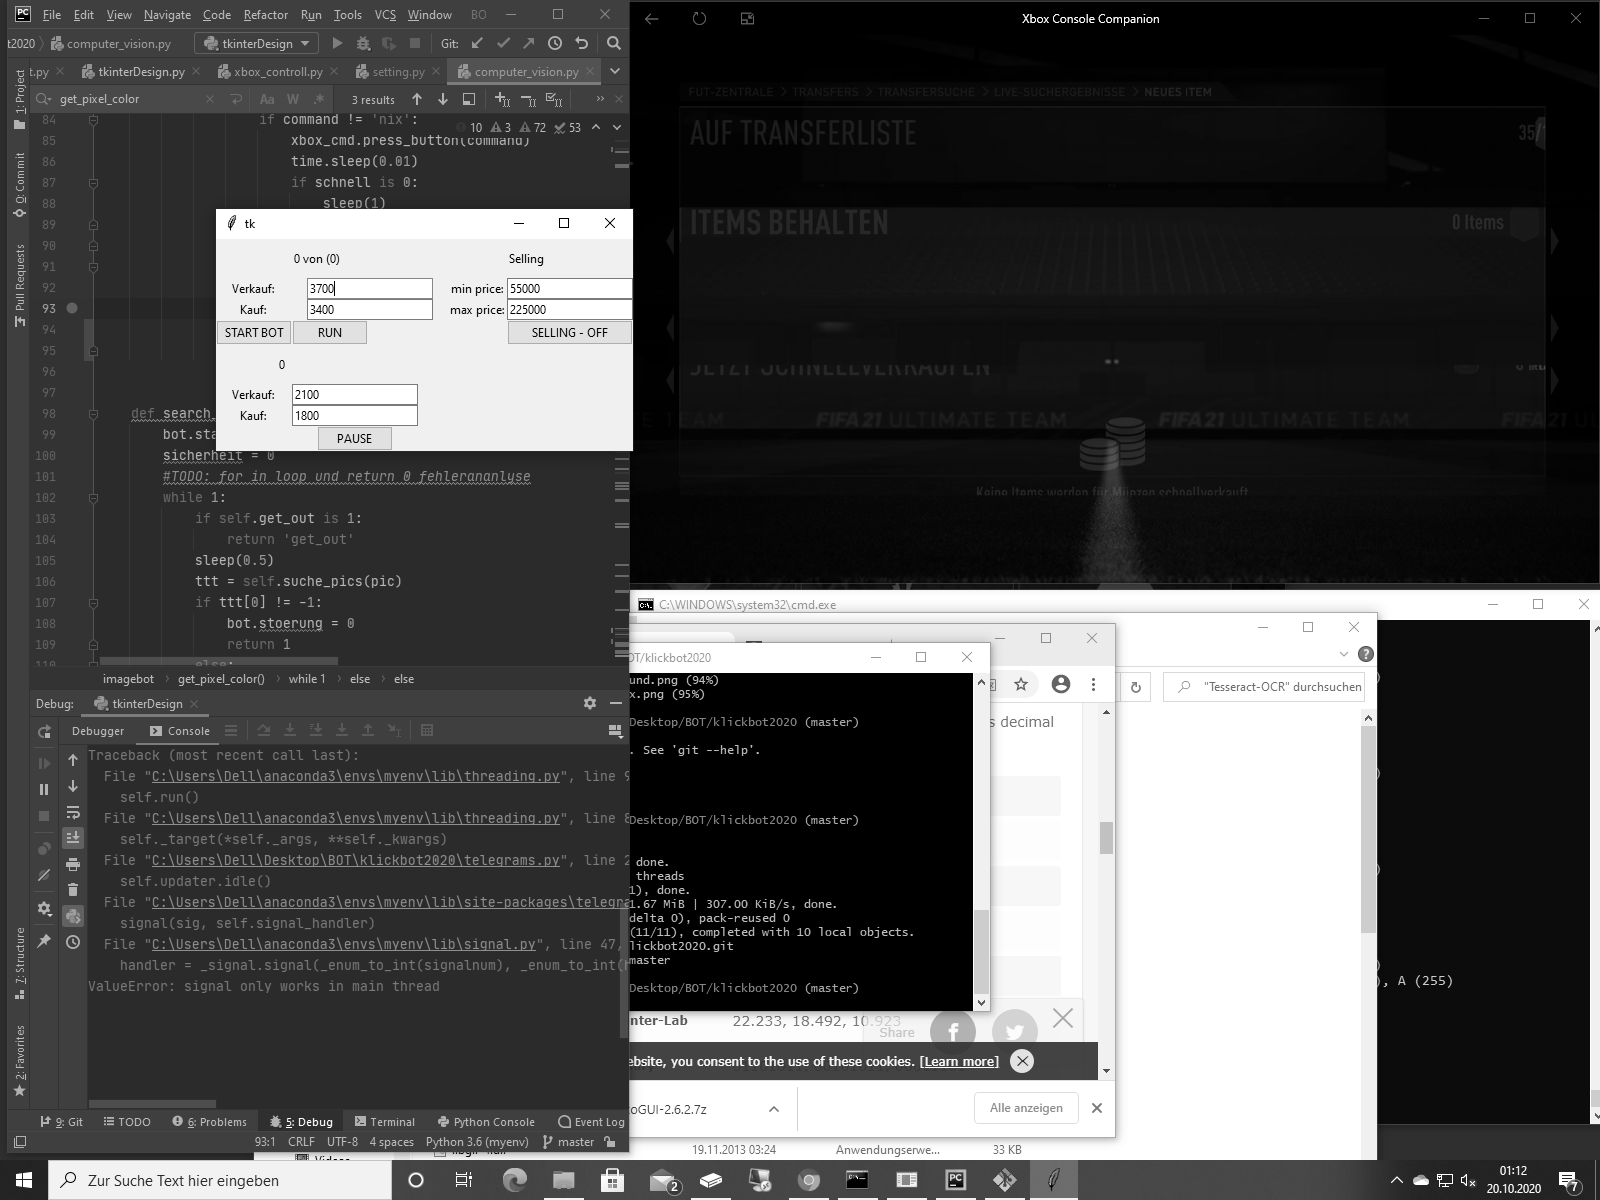 File Edit View Navigate Code Refactor Run Tools VCS Window BO
t2020 computer_vision.py tkinterDesign Git:
t.py tkinterDesign.py xbox_controll.py setting.py computer_vision.py
get_pixel_color Aa W .* 3 results
10 3 72 53
84 if command != 'nix':
85 xbox_cmd.press_button(command)
86 time.sleep(0.01)
87 if schnell is 0:
88 sleep(1)
89
90
91
92
93
94
95
96
97
98 def search_
99 bot.sta
100 sicherheit = 0
101 #TODO: for in loop und return 0 fehlerananlyse
102 while 1:
103 if self.get_out is 1:
104 return 'get_out'
105 sleep(0.5)
106 ttt = self.suche_pics(pic)
107 if ttt[0] != -1:
108 bot.stoerung = 0
109 return 1
110 else:
imagebot get_pixel_color() while 1 else else
1: Project
0: Commit
Pull Requests
7: Structure
2: Favorites
Debug: tkinterDesign
Debugger Console
Traceback (most recent call last):
File "C:\Users\Dell\anaconda3\envs\myenv\lib\threading.py", line 9
self.run()
File "C:\Users\Dell\anaconda3\envs\myenv\lib\threading.py", line 8
self._target(*self._args, **self._kwargs)
File "C:\Users\Dell\Desktop\BOT\klickbot2020\telegrams.py", line 2
self.updater.idle()
File "C:\Users\Dell\anaconda3\envs\myenv\lib\site-packages\telegra
signal(sig, self.signal_handler)
File "C:\Users\Dell\anaconda3\envs\myenv\lib\signal.py", line 47,
handler = _signal.signal(_enum_to_int(signalnum), _enum_to_int(h
ValueError: signal only works in main thread
9: Git TODO 6: Problems 5: Debug Terminal Python Console Event Log
93:1 CRLF UTF-8 4 spaces Python 3.6 (myenv) master
tk
0 von (0) Selling
Verkauf: 3700 min price: 55000
Kauf: 3400 max price: 225000
START BOT RUN SELLING - OFF
0
Verkauf: 2100
Kauf: 1800
PAUSE
Xbox Console Companion
FUT-ZENTRALE TRANSFERS TRANSFERSUCHE LIVE-SUCHERGEBNISSE NEUES ITEM
AUF TRANSFERLISTE 35/1
ITEMS BEHALTEN 0 Items
JETZT SCHNELLVERKAUFEN
TEAM FIFA 21 ULTIMATE TEAM FIFA 21 ULTIMATE TEAM
Keine Items werden für Münzen schnellverkauft
C:\WINDOWS\system32\cmd.exe
OT/klickbot2020
und.png (94%)
x.png (95%)
Desktop/BOT/klickbot2020 (master)
. See 'git --help'.
Desktop/BOT/klickbot2020 (master)
done.
threads
1), done.
1.67 MiB | 307.00 KiB/s, done.
delta 0), pack-reused 0
(11/11), completed with 10 local objects.
lickbot2020.git
master
Desktop/BOT/klickbot2020 (master)
"Tesseract-OCR" durchsuchen
s decimal
), A (255)
nter-Lab 22.233, 18.492, 10.923
Share
ebsite, you consent to the use of these cookies. [Learn more]
oGUI-2.6.2.7z Alle anzeigen
19.11.2013 03:24 Anwendungserwe... 33 KB
Videos
Zur Suche Text hier eingeben
2
01:12
20.10.2020
7